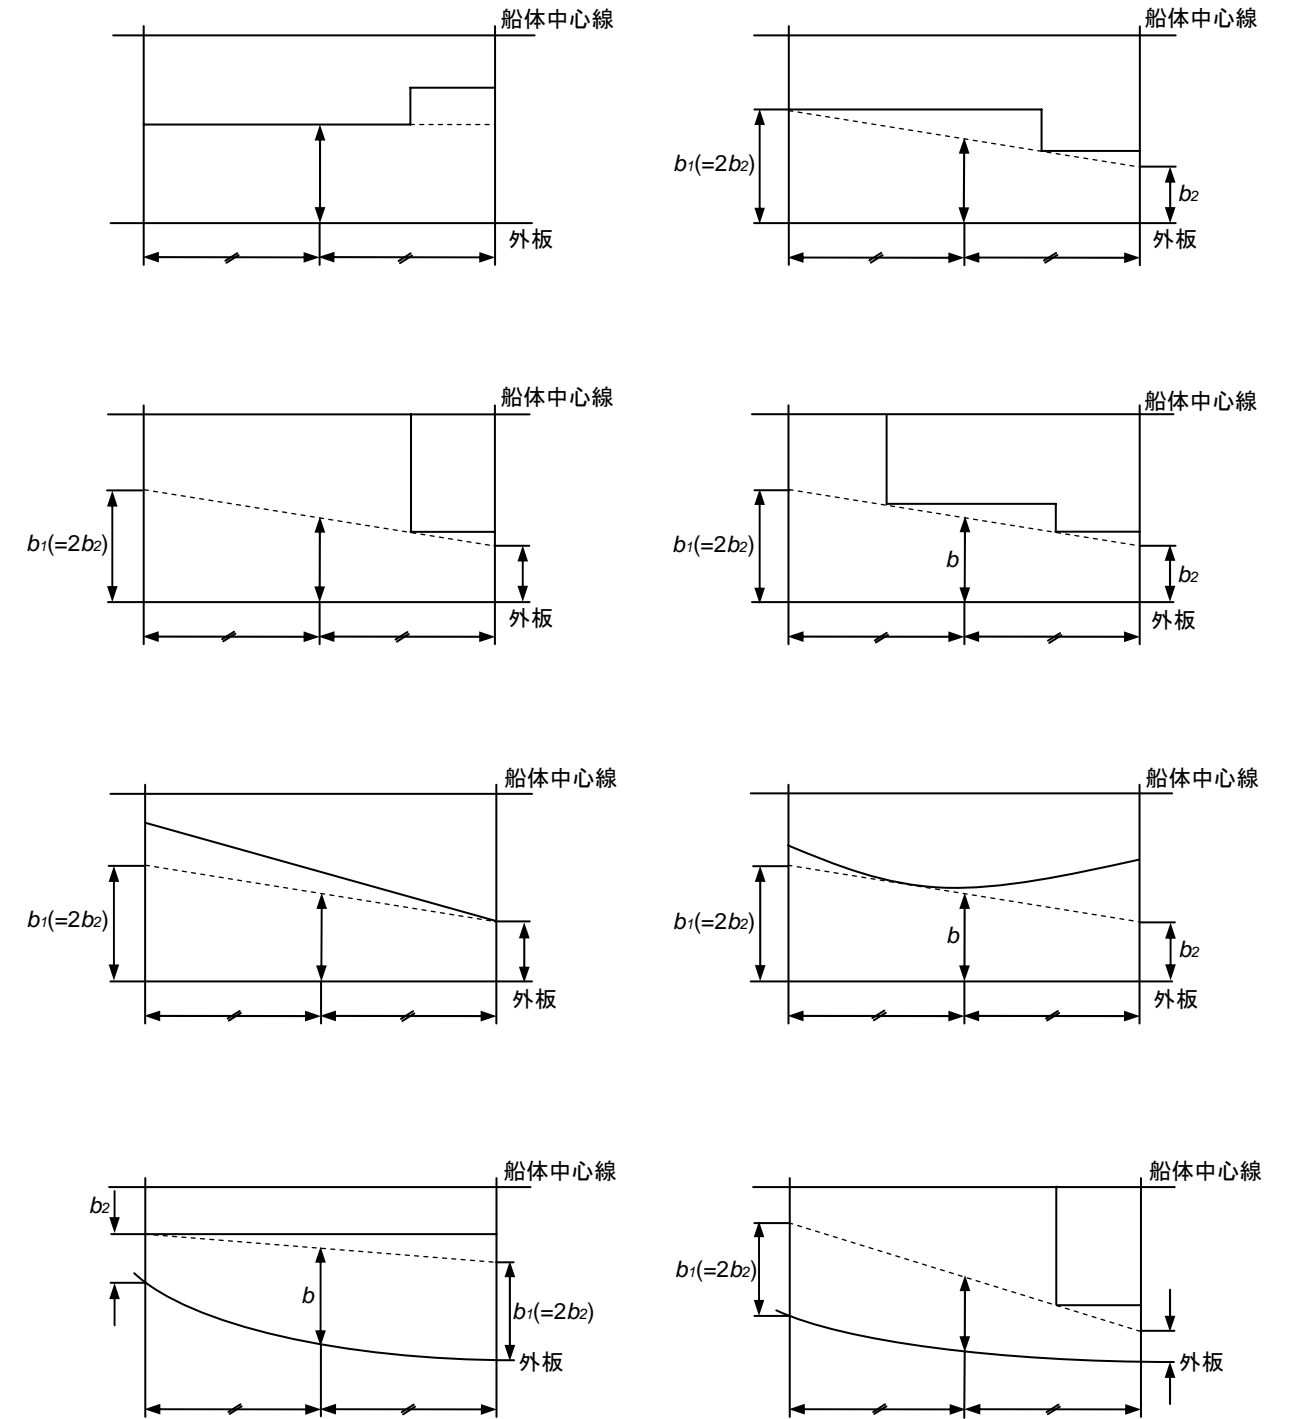 船体中心線
船体中心線
b₁(=2b₂)
b₂
外板
外板
船体中心線
船体中心線
b₁(=2b₂)
b₁(=2b₂)
b
b₂
外板
外板
船体中心線
船体中心線
b₁(=2b₂)
b₁(=2b₂)
b
b₂
外板
外板
船体中心線
船体中心線
b₂
b₁(=2b₂)
b
b₁(=2b₂)
外板
外板